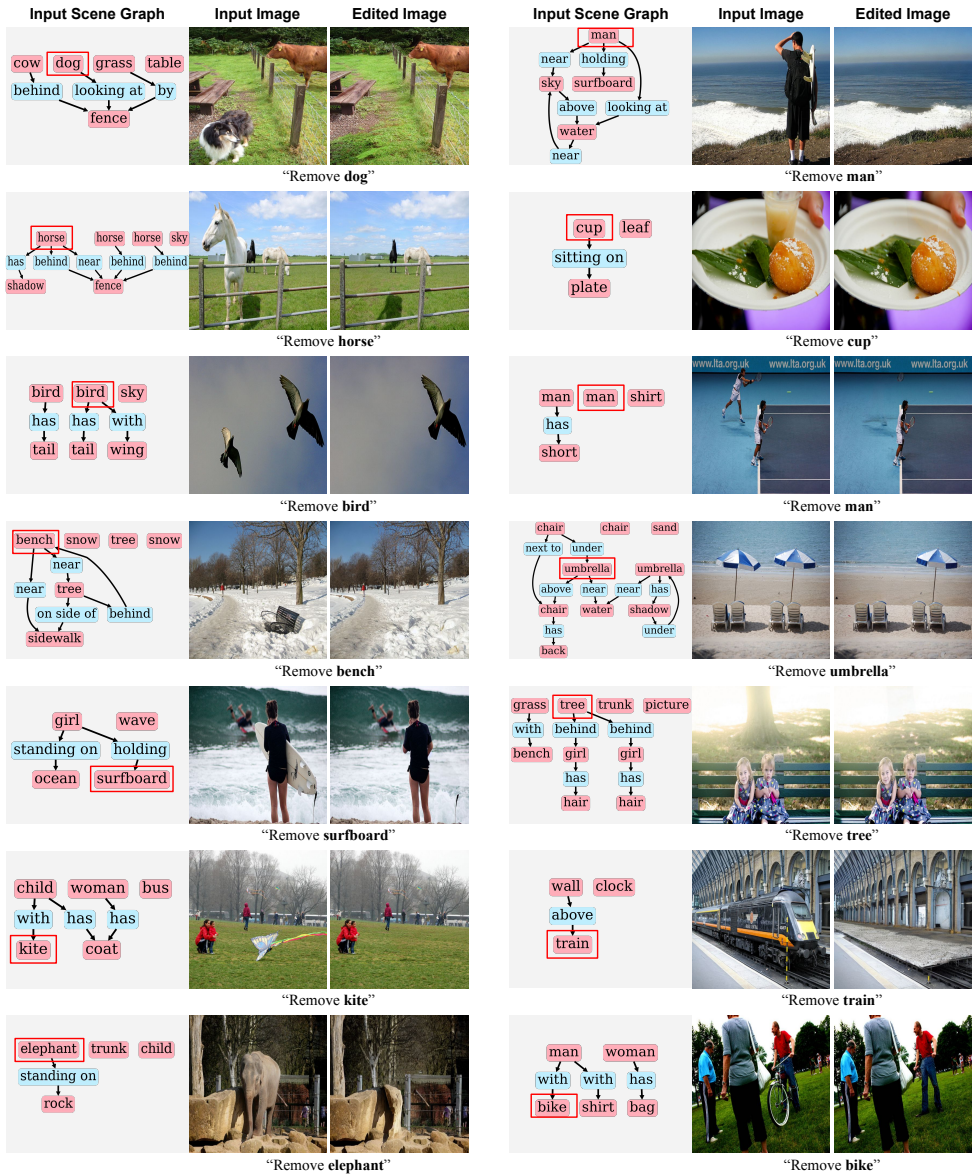 Input Scene Graph Input Image Edited Image
cow dog grass table
behind looking at by
fence
“Remove dog”
horse horse horse sky
has behind near behind behind
shadow fence
“Remove horse”
bird bird sky
has has with
tail tail wing
“Remove bird”
bench snow tree snow
near
near tree
on side of behind
sidewalk
“Remove bench”
girl wave
standing on holding
ocean surfboard
“Remove surfboard”
child woman bus
with has has
kite coat
“Remove kite”
elephant trunk child
standing on
rock
“Remove elephant”
Input Scene Graph Input Image Edited Image
man
near holding
sky surfboard
above looking at
water
near
“Remove man”
cup leaf
sitting on
plate
“Remove cup”
man man shirt
has
short
www.lta.org.uk www.lta.org.uk
www.lta.org.uk www.lta.org.uk
“Remove man”
chair chair sand
next to under
umbrella umbrella
above near near has
chair water shadow
has under
back
“Remove umbrella”
grass tree trunk picture
with behind behind
bench girl girl
has has
hair hair
“Remove tree”
wall clock
above
train
“Remove train”
man woman
with with has
bike shirt bag
“Remove bike”